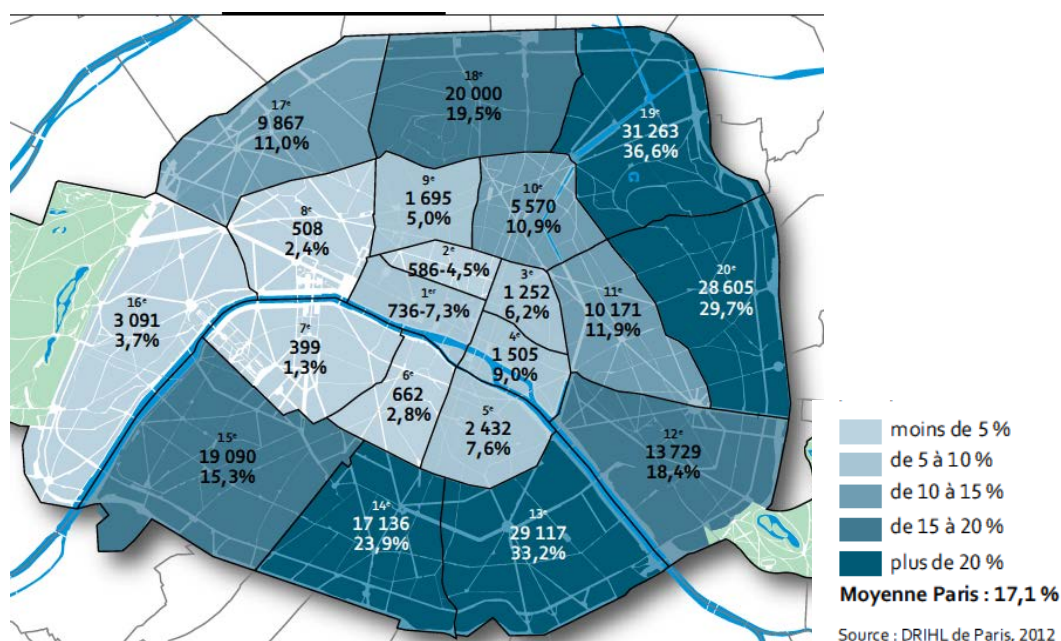 18e
20 000
19,5%
17e
9 867
11,0%
19e
31 263
36,6%
9e
1 695
5,0%
10e
5 570
10,9%
8e
508
2,4%
2e
586-4,5%
3e
1 252
6,2%
20e
28 605
29,7%
1er
736-7,3%
11e
10 171
11,9%
16e
3 091
3,7%
7e
399
1,3%
4e
1 505
9,0%
6e
662
2,8%
5e
2 432
7,6%
15e
19 090
15,3%
12e
13 729
18,4%
14e
17 136
23,9%
13e
29 117
33,2%
moins de 5 %
de 5 à 10 %
de 10 à 15 %
de 15 à 20 %
plus de 20 %
Moyenne Paris : 17,1 %
Source : DRIHL de Paris, 2012